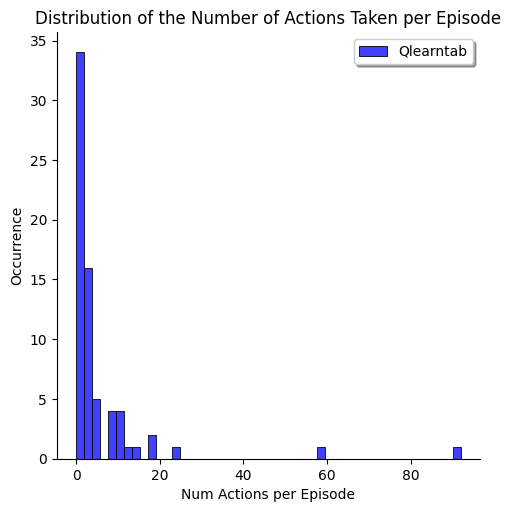 Distribution of the Number of Actions Taken per Episode
Qlearntab
35
30
25
20
15
10
5
0
Occurrence
0 20 40 60 80
Num Actions per Episode